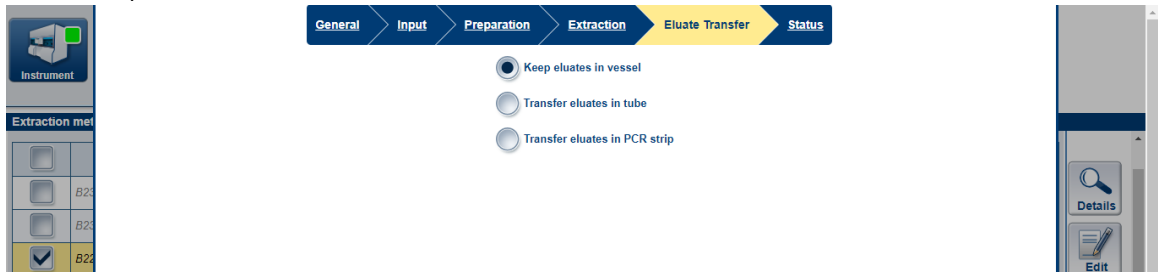 General Input Preparation Extraction Eluate Transfer Status
Instrument
Keep eluates in vessel
Transfer eluates in tube
Transfer eluates in PCR strip
Extraction met
B23
Details
B23
B22
Edit